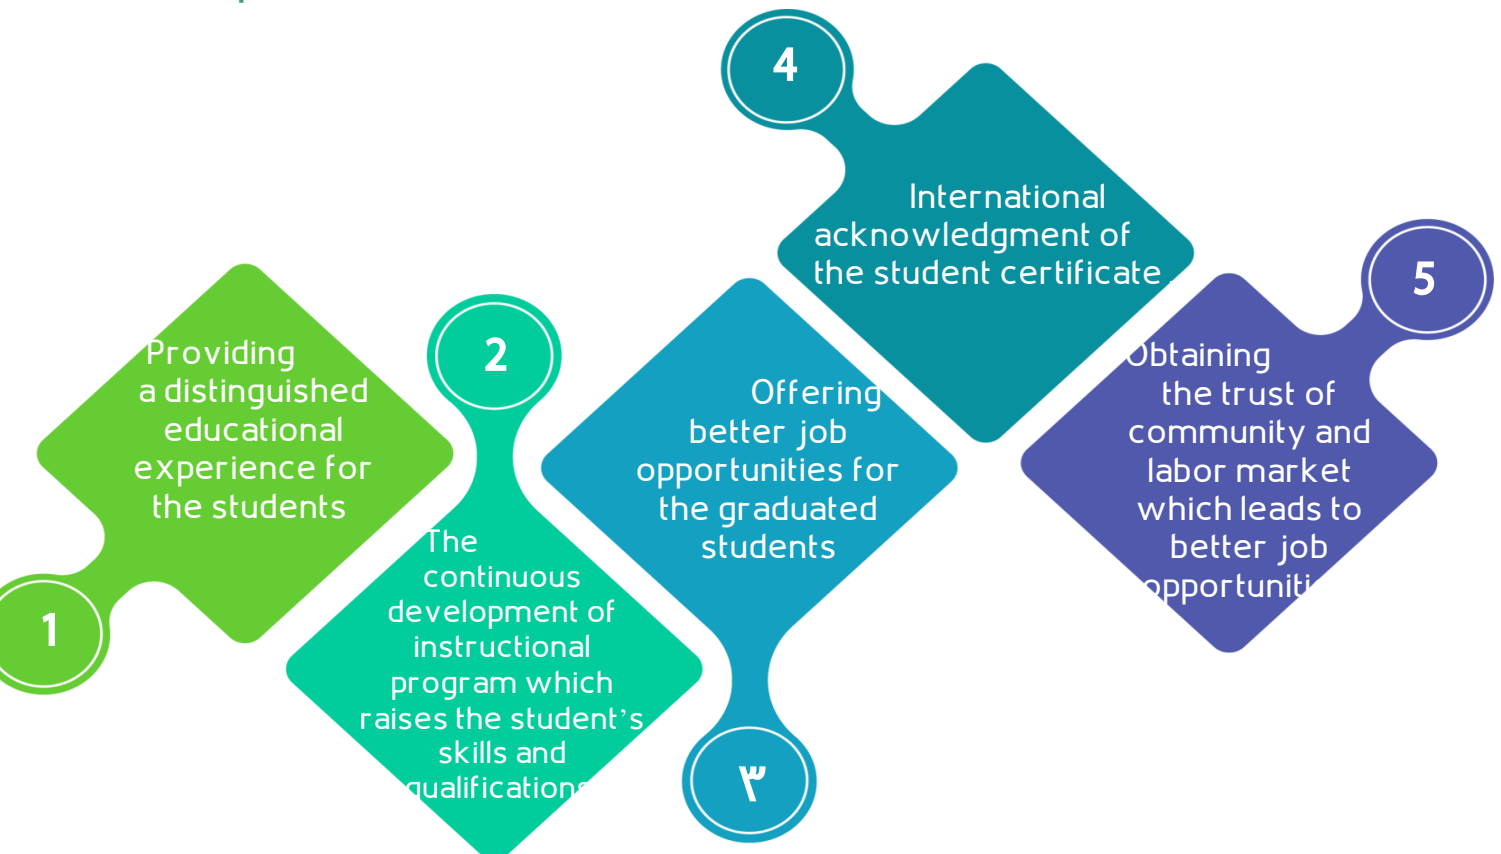 1
Providing
a distinguished
educational
experience for
the students
2
The
continuous
development of
instructional
program which
raises the student’s
skills and
qualifications
٣
Offering
better job
opportunities for
the graduated
students
4
International
acknowledgment of
the student certificate.
5
Obtaining
the trust of
community and
labor market
which leads to
better job